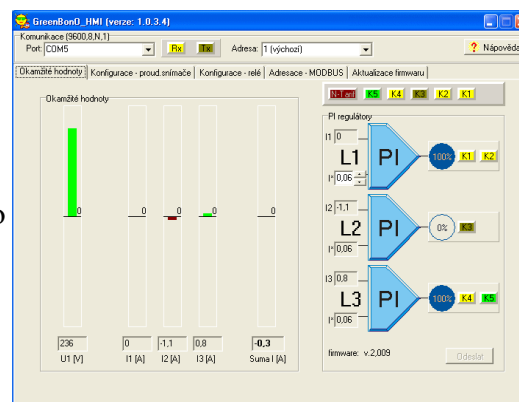 GreenBonO_HMI (verze: 1.0.3.4)
Komunikace (9600,8,N,1)
Port: COM5 Rx Tx Adresa: 1 (výchozí) ? Nápověda
Okamžité hodnoty Konfigurace - proud.snímače Konfigurace - relé Adresace - MODBUS Aktualizace firmwaru
Okamžité hodnoty
0 0 0 0 0
236 0 -1,1 0,8 -0,3
U1 [V] I1 [A] I2 [A] I3 [A] Suma I [A]
K5 K4 K3 K2 K1
PI regulátory
I1 0
L1 PI 100% K1 K2
I* 0,06
I2 -1,1
L2 PI 0% K3
I* 0,06
I3 0,8
L3 PI 100% K4 K5
I* 0,06
firmware: v.2,009 Odeslat